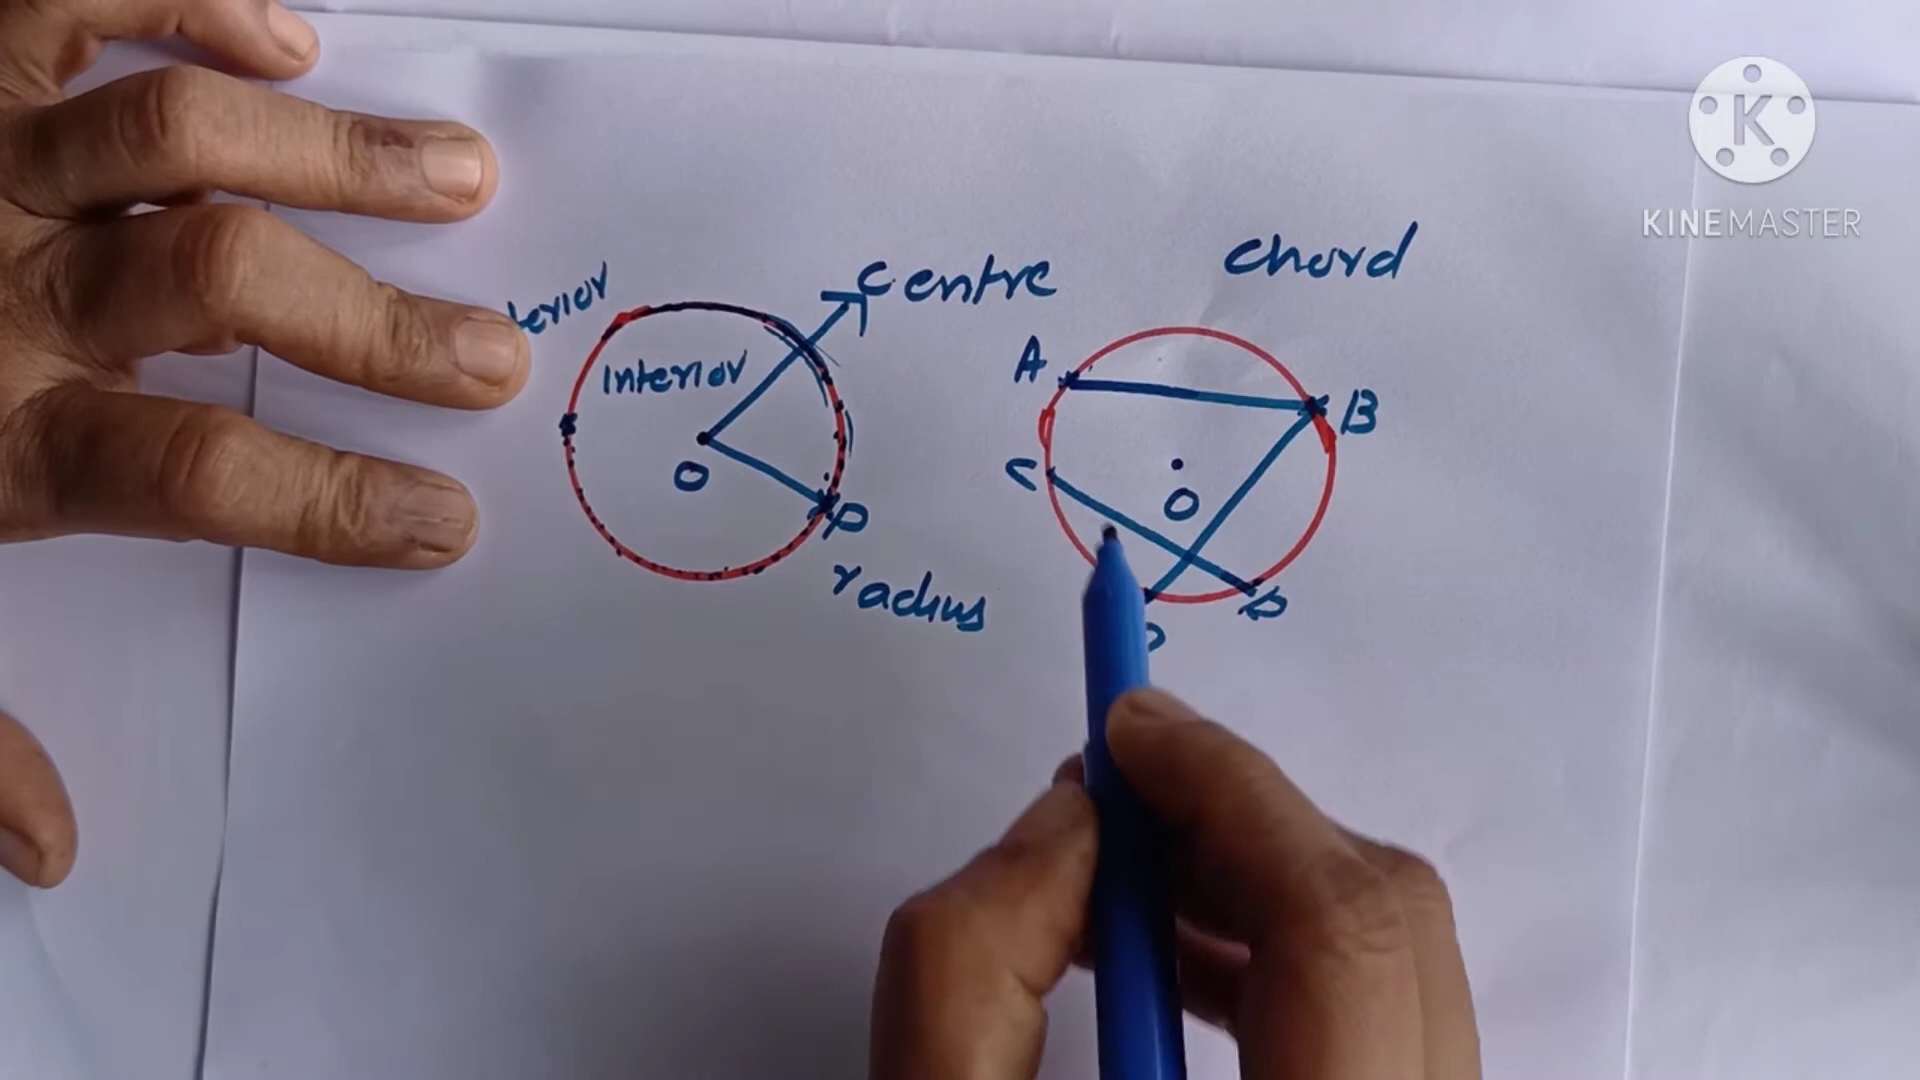 Chord
Centre
terior
Interior
A
B
C
O
O
P
D
radius
K
KINEMASTER